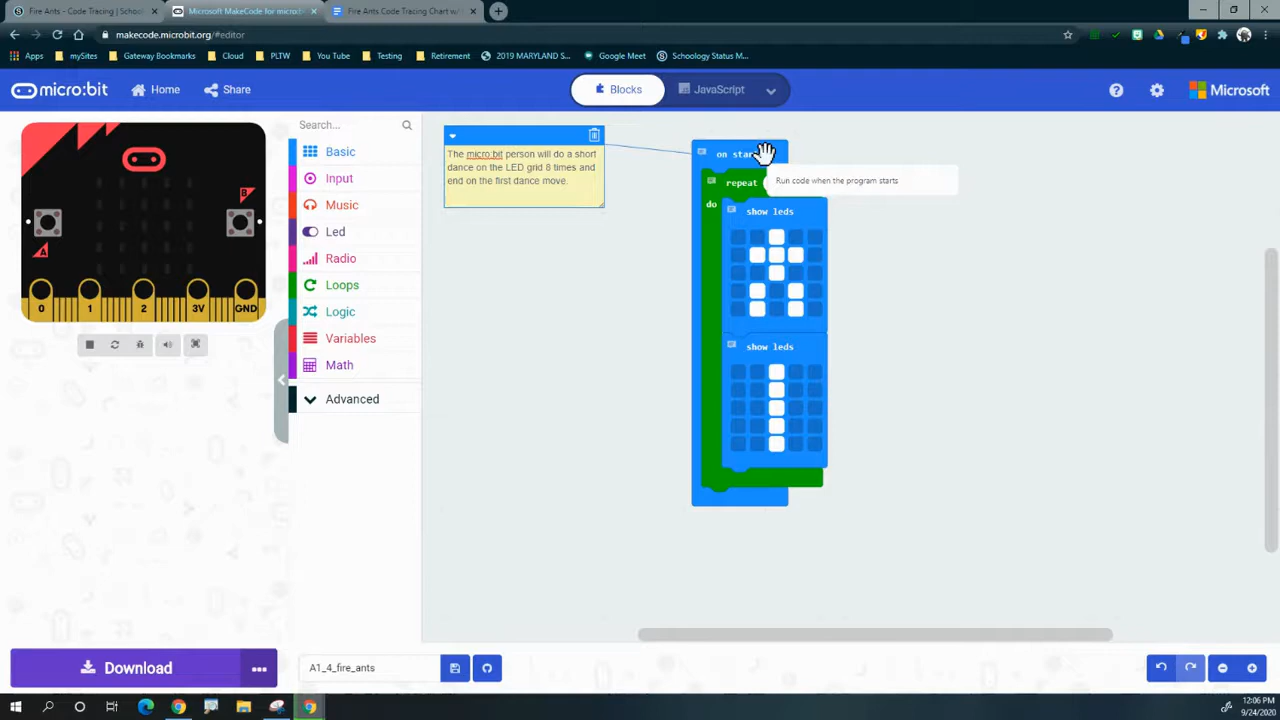 Fire Ants - Code Tracing | School
Microsoft MakeCode for micro:bit
Fire Ants Code Tracing Chart w/
makecode.microbit.org/#editor
Apps
mySites
Gateway Bookmarks
Cloud
PLTW
You Tube
Testing
Retirement
2019 MARYLAND S...
Google Meet
Schoology Status M...
micro:bit
Home
Share
Blocks
JavaScript
Microsoft
Search...
Basic
Input
Music
Led
Radio
Loops
Logic
Variables
Math
Advanced
A
B
0 1 2 3V GND
The micro:bit person will do a short
dance on the LED grid 8 times and
end on the first dance move.
on star
Run code when the program starts
repeat
do
show leds
show leds
Download
A1_4_fire_ants
12:06 PM
9/24/2020